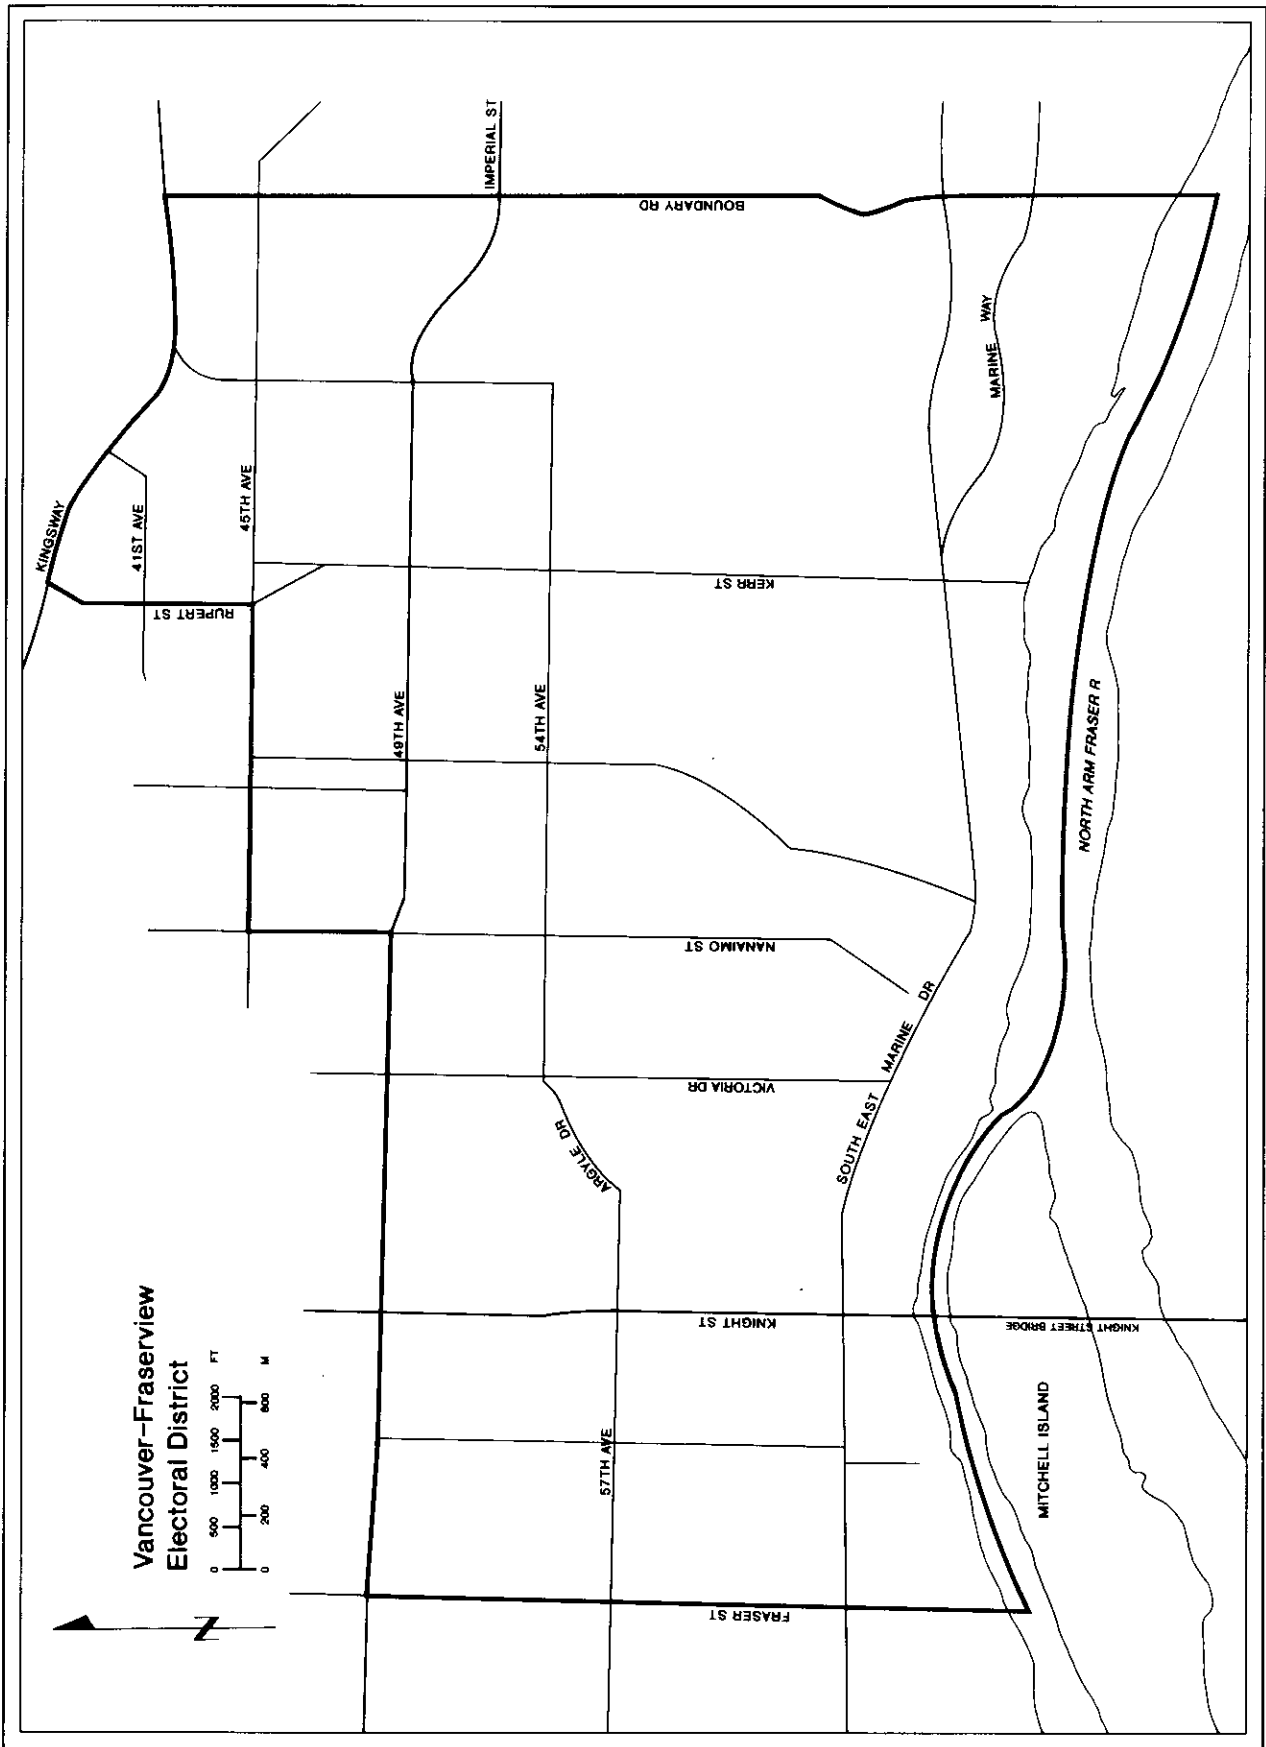 Vancouver-Fraserview
Electoral District
0 500 1000 1500 2000 FT
0 200 400 600 M
N
KINGSWAY
41ST AVE
RUPERT ST
45TH AVE
49TH AVE
IMPERIAL ST
54TH AVE
BOUNDARY RD
KERR ST
NANAIMO ST
VICTORIA DR
ARGYLE DR
57TH AVE
KNIGHT ST
FRASER ST
SOUTH EAST MARINE DR
MARINE WAY
NORTH ARM FRASER R
KNIGHT STREET BRIDGE
MITCHELL ISLAND